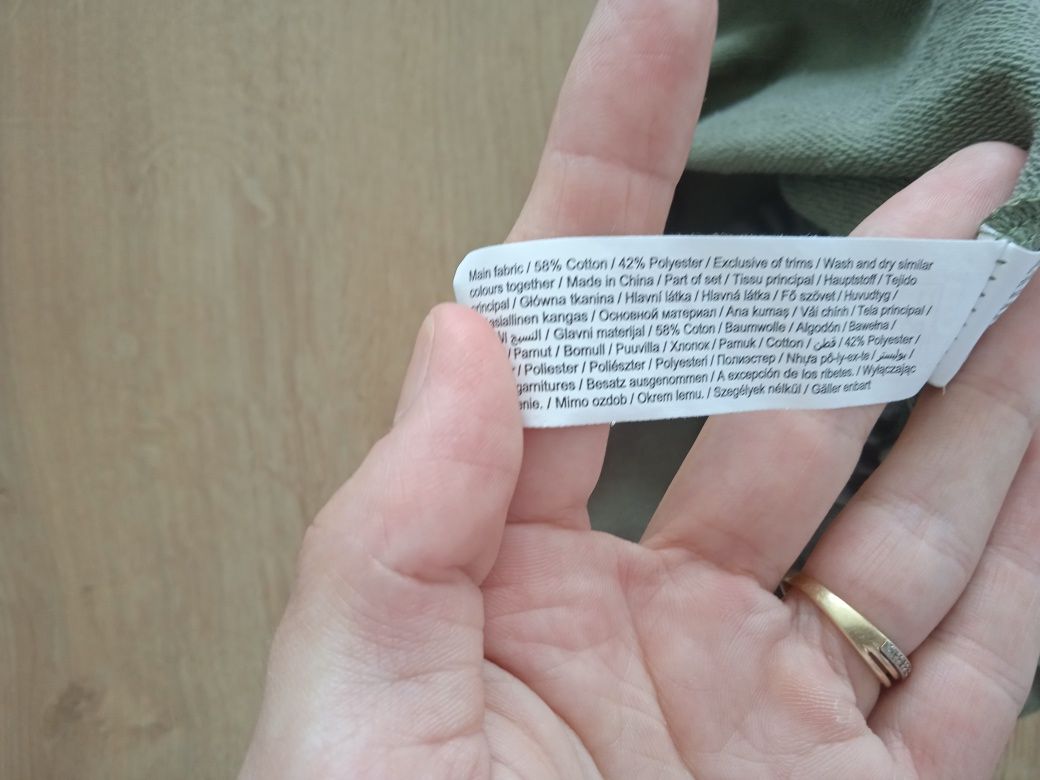 Main fabric / 58% Cotton / 42% Polyester / Exclusive of trims / Wash and dry similar
colours together / Made in China / Part of set / Tissu principal / Hauptstoff / Tejido
principal / Główna tkanina / Hlavní látka / Hlavná látka / Fő szövet / Huvudtyg /
kangas / Основной материал / Ana kumaş / Vải chính / Tela principal /
النسيج / Glavni materijal / 58% Coton / Baumwolle / Algodón / Bawełna /
/ Pamut / Bomull / Puuvilla / Хлопок / Pamuk / Cotton / قطن / 42% Polyester /
/ Poliester / Poliészter / Polyesteri / Полиэстер / Nhựa pô-ly-ex-te / بوليستر /
garnitures / Besatz ausgenommen / A excepción de los ribetes. / Wyłączając
/ Mimo ozdob / Okrem lemu. / Szegélyek nélkül / Gäller enbart